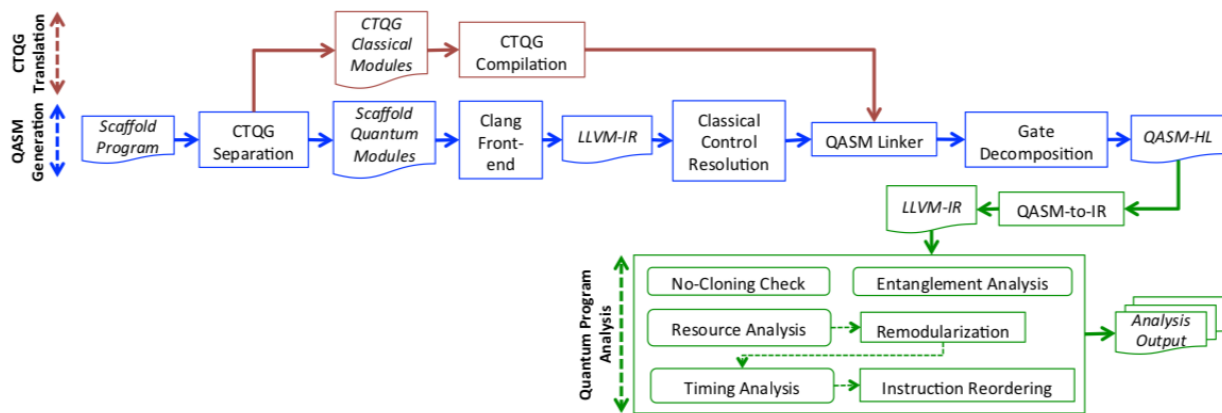 CTQG
Translation
CTQG
Classical
Modules
CTQG
Compilation
QASM
Generation
Scaffold
Program
CTQG
Separation
Scaffold
Quantum
Modules
Clang
Front-
end
LLVM-IR
Classical
Control
Resolution
QASM Linker
Gate
Decomposition
QASM-HL
LLVM-IR
QASM-to-IR
Quantum Program
Analysis
No-Cloning Check
Entanglement Analysis
Resource Analysis
Remodularization
Timing Analysis
Instruction Reordering
Analysis
Output